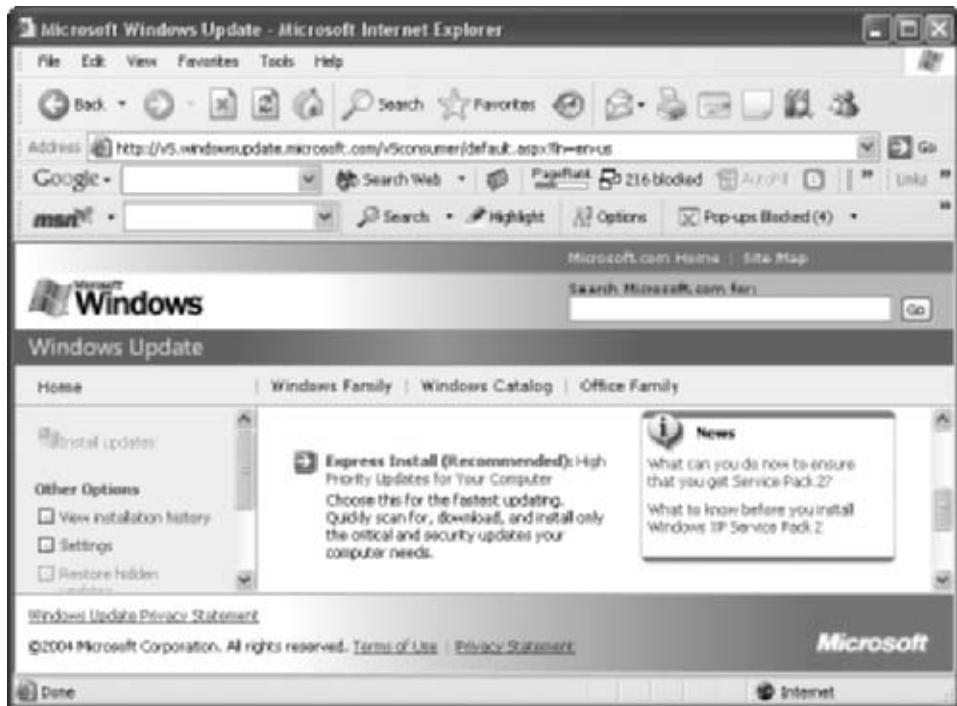 Microsoft Windows Update - Microsoft Internet Explorer
File Edit View Favorites Tools Help
Back Search Favorites
Address http://v5.windowsupdate.microsoft.com/v5consumer/default.aspx?ln=en-us Go
Google Search Web PageRank 216 blocked AutoFill Links
msn Search Highlight Options Pop-ups Blocked (4)
Microsoft.com Home | Site Map
Microsoft
Windows
Search Microsoft.com for:
Go
Windows Update
Home | Windows Family | Windows Catalog | Office Family
Install updates
Other Options
View installation history
Settings
Restore hidden
updates
Express Install (Recommended): High
Priority Updates for Your Computer
Choose this for the fastest updating.
Quickly scan for, download, and install only
the critical and security updates your
computer needs.
News
What can you do now to ensure
that you get Service Pack 2?
What to know before you install
Windows XP Service Pack 2
Windows Update Privacy Statement
©2004 Microsoft Corporation. All rights reserved. Terms of Use | Privacy Statement
Microsoft
Done Internet